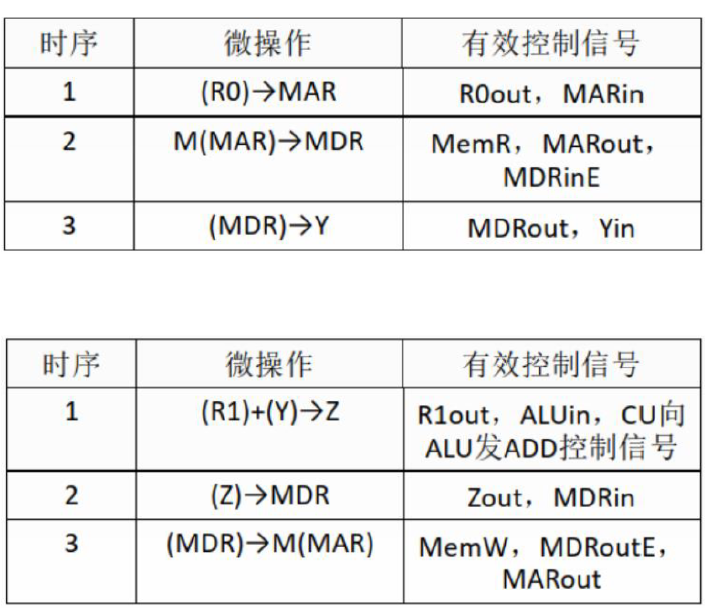 时序 微操作 有效控制信号
1 (R0)→MAR R0out，MARin
2 M(MAR)→MDR MemR，MARout，
MDRinE
3 (MDR)→Y MDRout，Yin
时序 微操作 有效控制信号
1 (R1)+(Y)→Z R1out，ALUin，CU向
ALU发ADD控制信号
2 (Z)→MDR Zout，MDRin
3 (MDR)→M(MAR) MemW，MDRoutE，
MARout